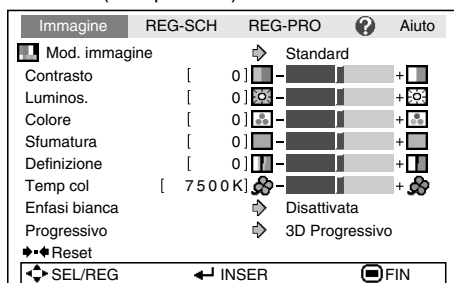 Immagine REG-SCH REG-PRO ? Aiuto
Mod. immagine Standard
Contrasto [ 0 ] - +
Luminos. [ 0 ] - +
Colore [ 0 ] - +
Sfumatura [ 0 ] - +
Definizione [ 0 ] - +
Temp col [ 7500K ] - +
Enfasi bianca Disattivata
Progressivo 3D Progressivo
Reset
SEL/REG INSER FIN